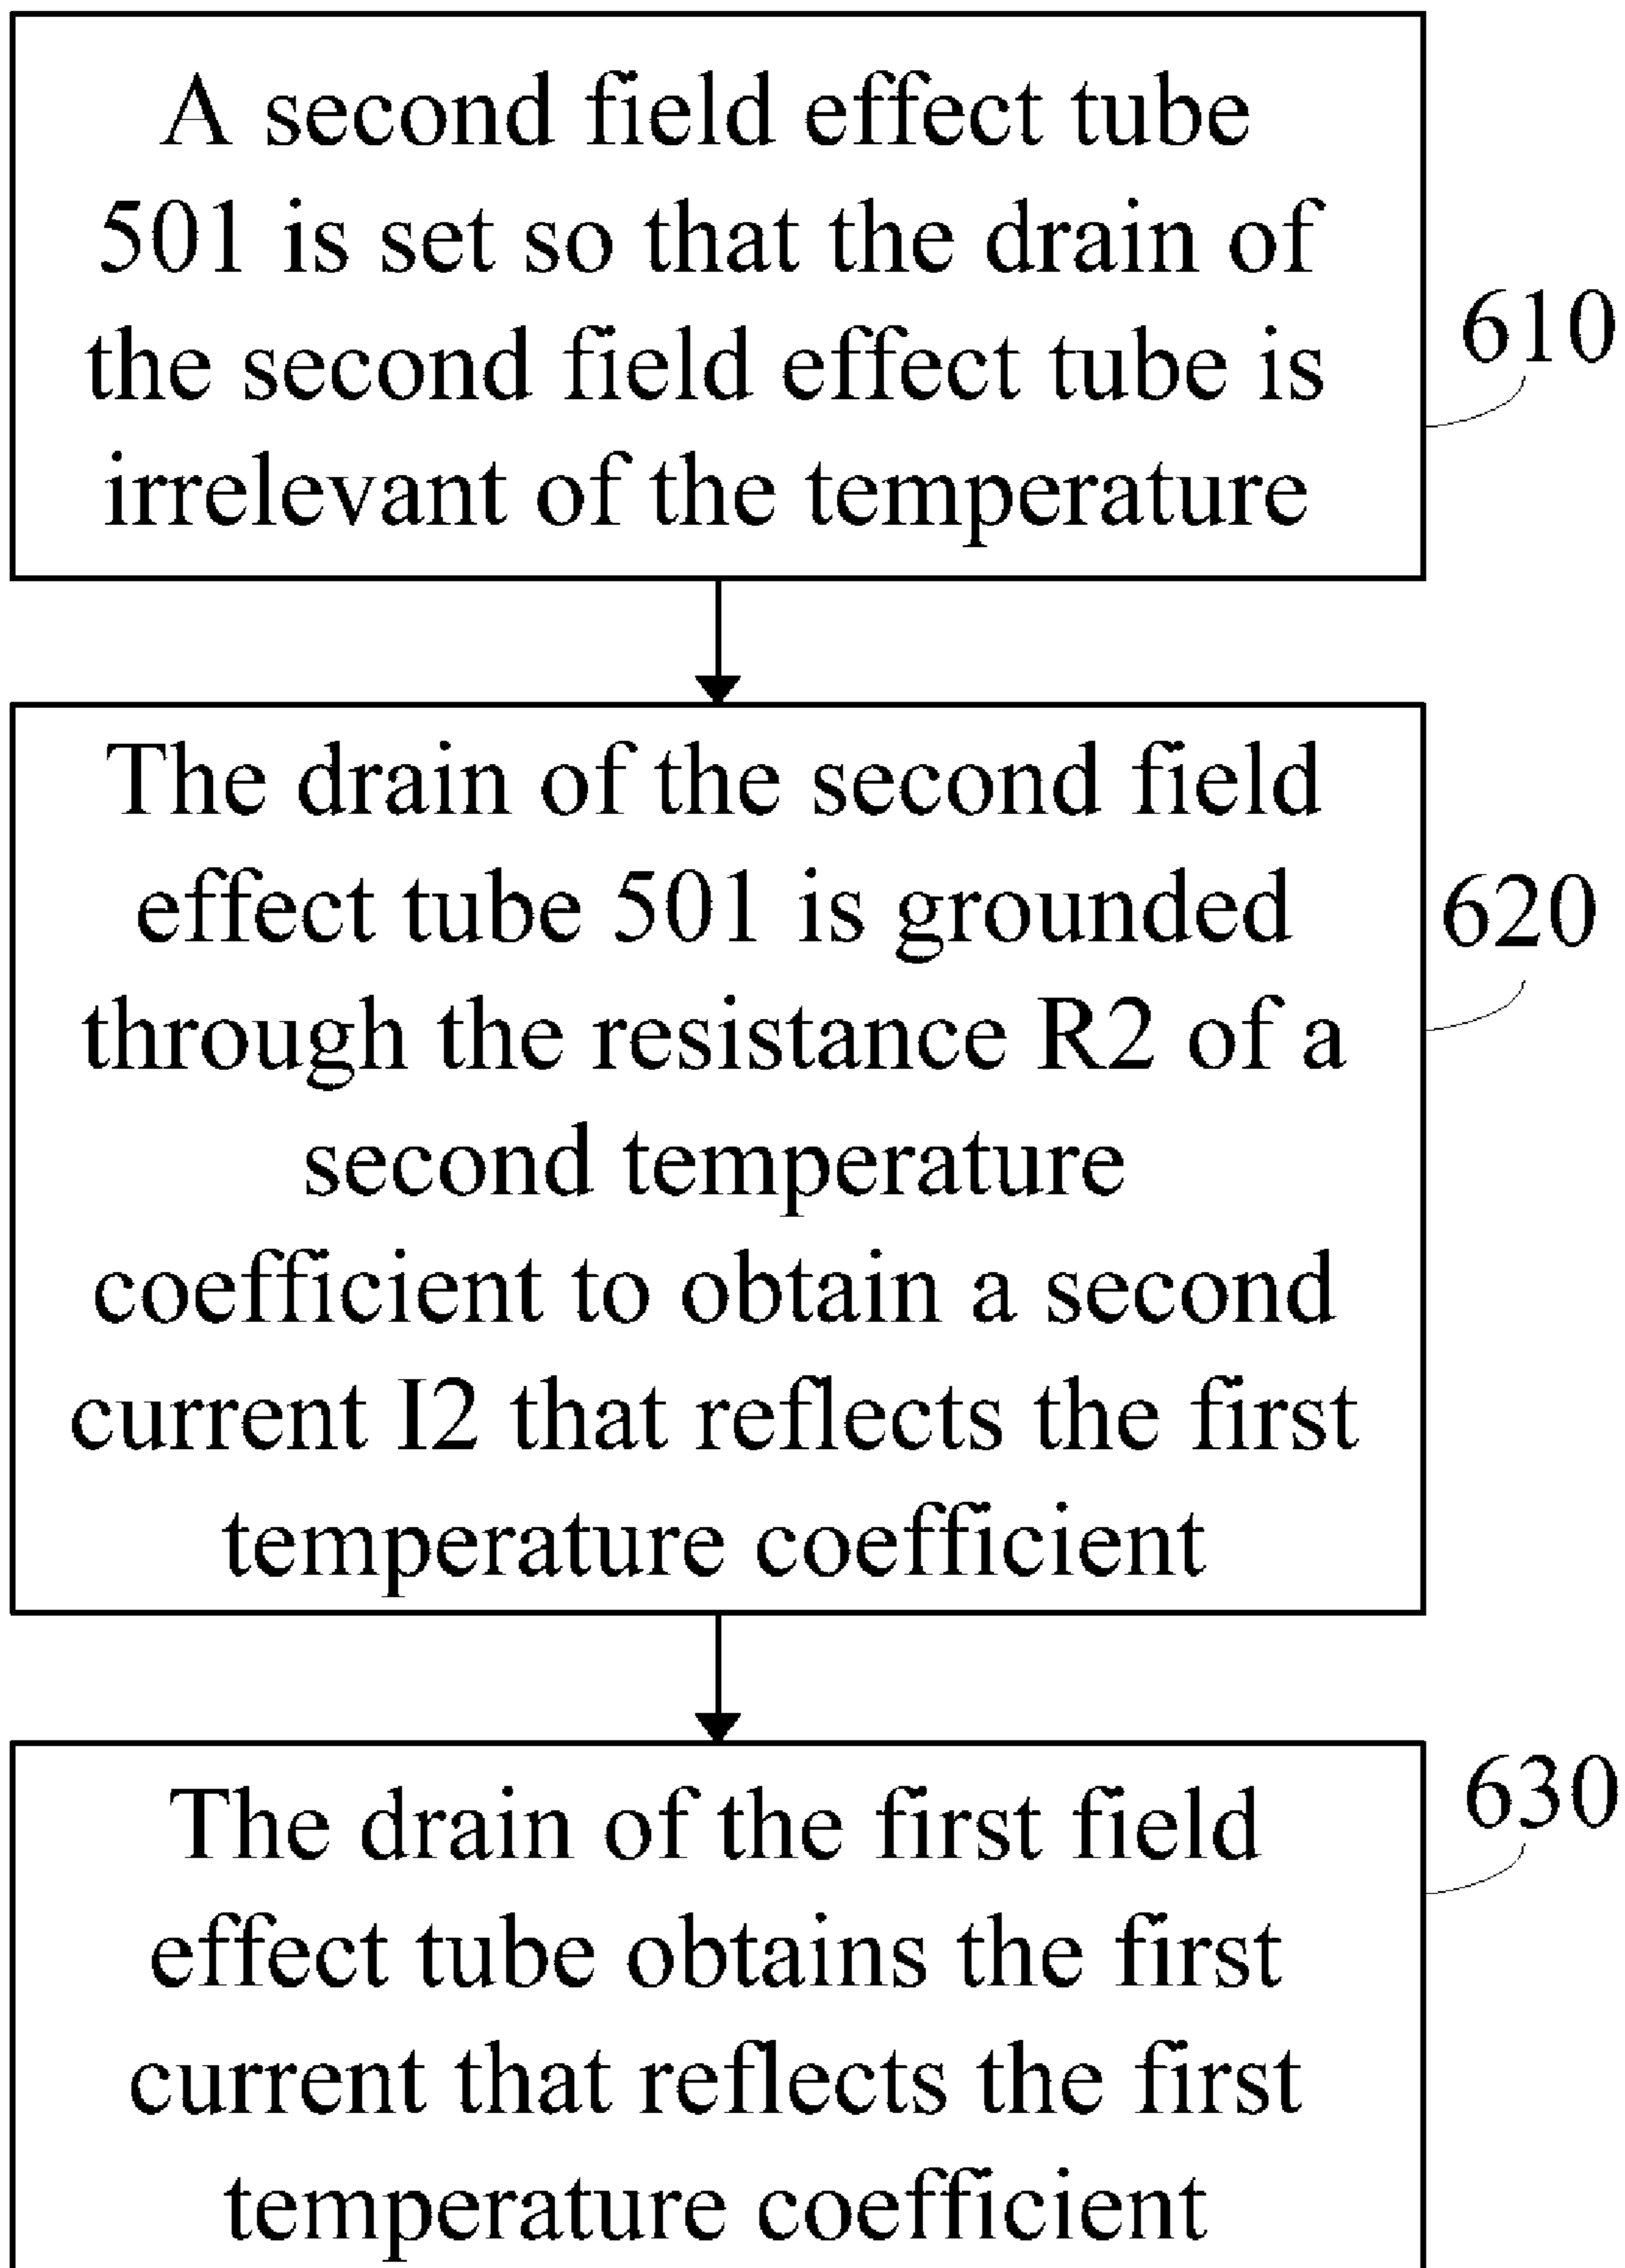 A second field effect tube
501 is set so that the drain of
the second field effect tube is
irrelevant of the temperature
610
The drain of the second field
effect tube 501 is grounded
through the resistance R2 of a
second temperature
coefficient to obtain a second
current I2 that reflects the first
temperature coefficient
620
The drain of the first field
effect tube obtains the first
current that reflects the first
temperature coefficient
630